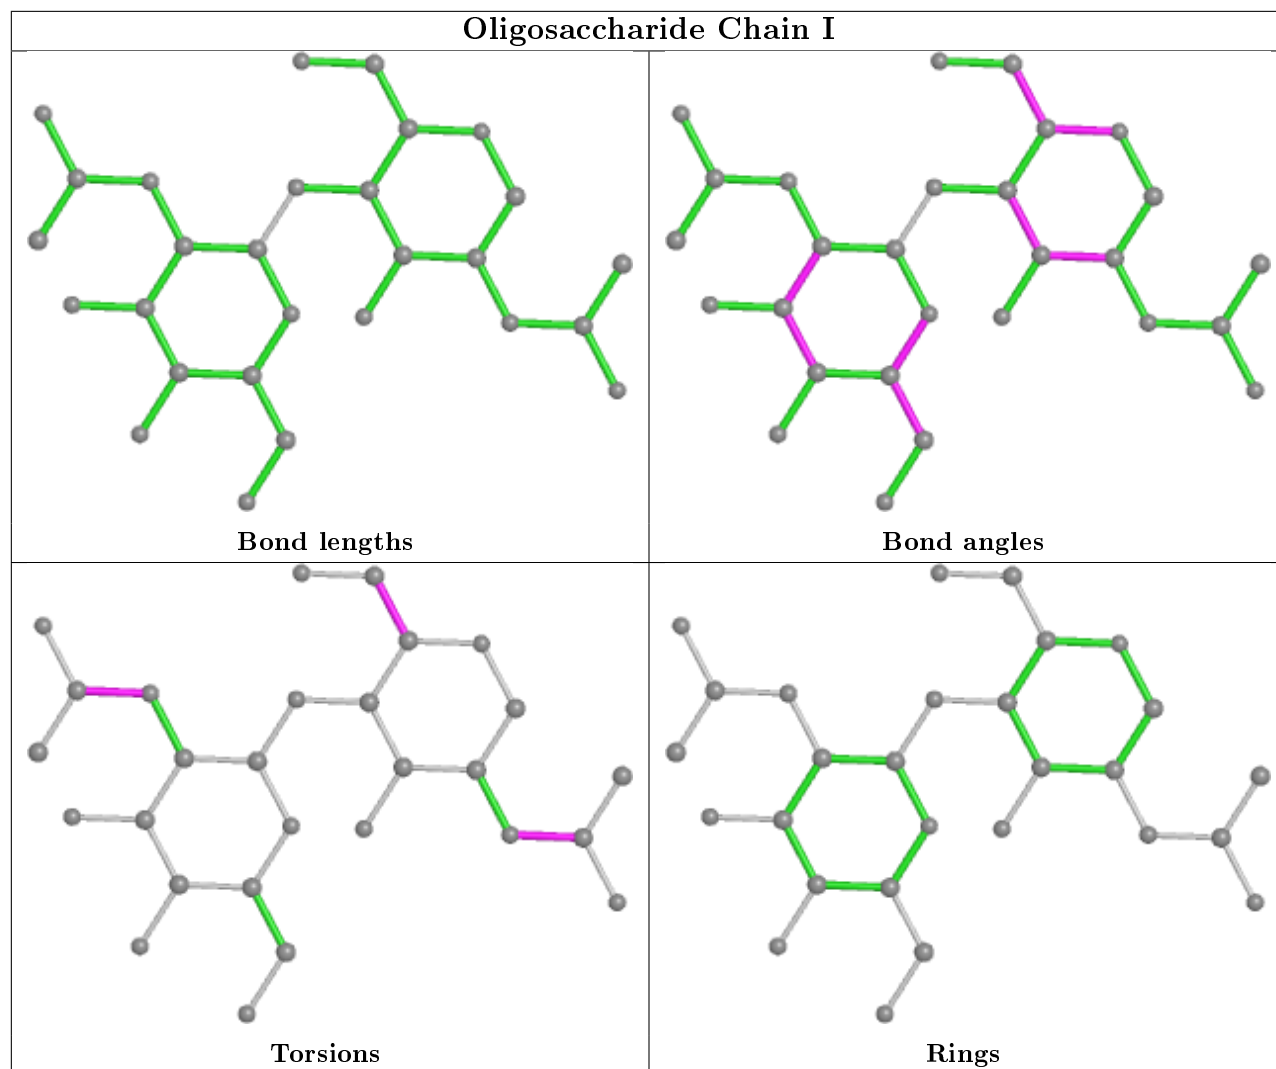 Oligosaccharide Chain I
Bond lengths
Bond angles
Torsions
Rings